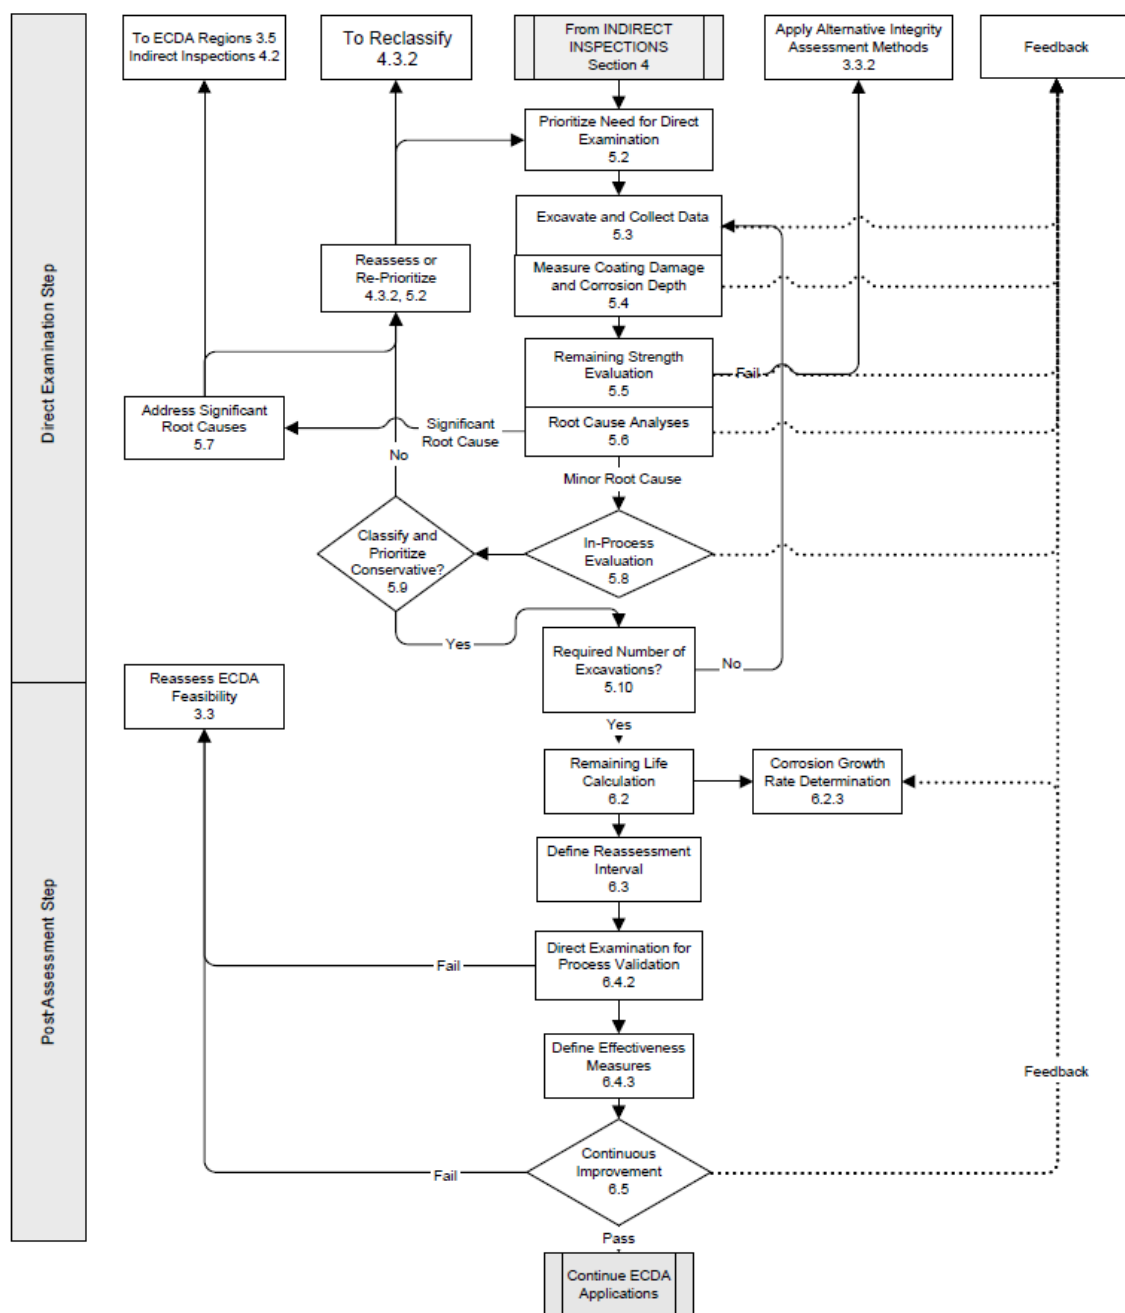 To ECDA Regions 3.5
Indirect Inspections 4.2
To Reclassify
4.3.2
From INDIRECT
INSPECTIONS
Section 4
Apply Alternative Integrity
Assessment Methods
3.3.2
Feedback
Prioritize Need for Direct
Examination
5.2
Excavate and Collect Data
5.3
Reassess or
Re-Prioritize
4.3.2, 5.2
Measure Coating Damage
and Corrosion Depth
5.4
Direct Examination Step
Remaining Strength
Evaluation
5.5
Fail
Address Significant
Root Causes
5.7
Significant
Root Cause
Root Cause Analyses
5.6
No
Minor Root Cause
Classify and
Prioritize
Conservative?
5.9
In-Process
Evaluation
5.8
Yes
Required Number of
Excavations?
5.10
No
Reassess ECDA
Feasibility
3.3
Yes
Remaining Life
Calculation
6.2
Corrosion Growth
Rate Determination
6.2.3
Define Reassessment
Interval
6.3
Post Assessment Step
Direct Examination for
Process Validation
6.4.2
Fail
Define Effectiveness
Measures
6.4.3
Feedback
Continuous
Improvement
6.5
Fail
Pass
Continue ECDA
Applications